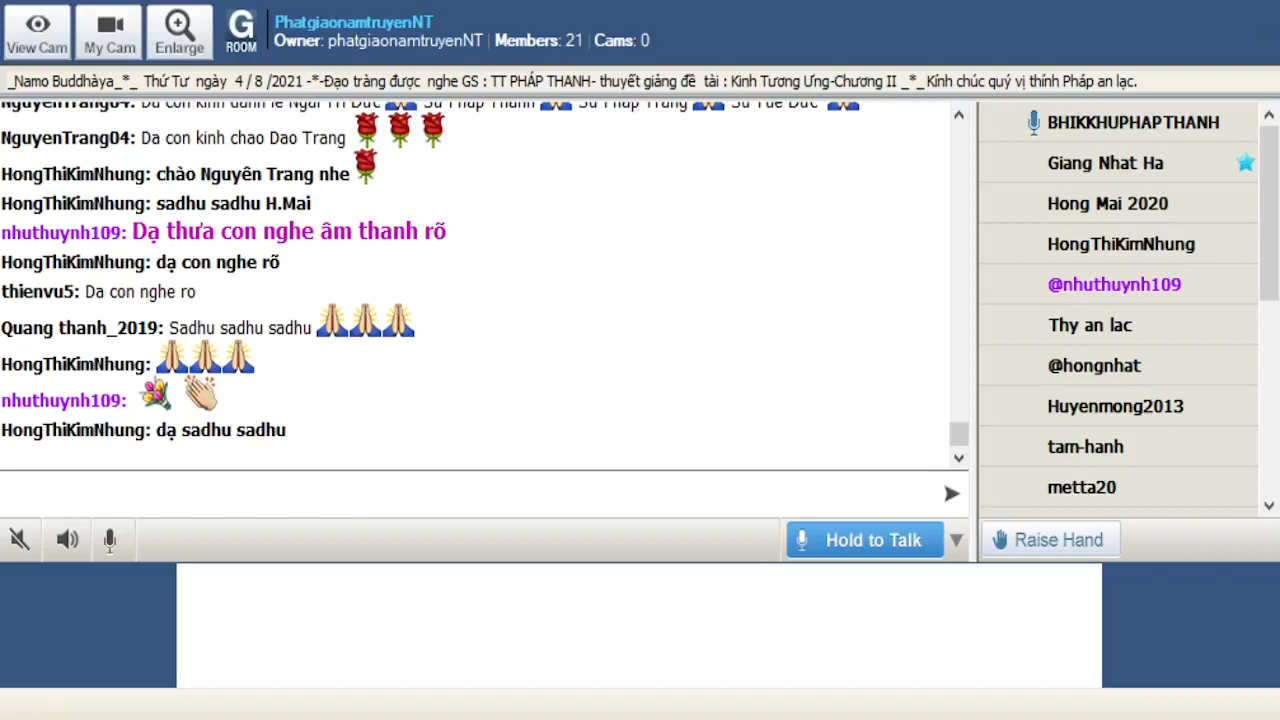 View Cam
My Cam
Enlarge
G
ROOM
PhatgiaonamtruyenNT
Owner: phatgiaonamtruyenNT | Members: 21 | Cams: 0
_Namo Buddhàya_*_ Thứ Tư ngày 4 / 8 /2021 -*-Đạo tràng được nghe GS : TT PHÁP THANH- thuyết giảng đề tài : Kinh Tương Ưng-Chương II _*_ Kính chúc quý vị thính Pháp an lạc.
NguyenTrang04: Da con kinh chao Dao Trang
HongThiKimNhung: chào Nguyên Trang nhe
HongThiKimNhung: sadhu sadhu H.Mai
nhuthuynh109: Dạ thưa con nghe âm thanh rõ
HongThiKimNhung: dạ con nghe rõ
thienvu5: Da con nghe ro
Quang thanh_2019: Sadhu sadhu sadhu
HongThiKimNhung:
nhuthuynh109:
HongThiKimNhung: dạ sadhu sadhu
BHIKKHUPHAPTHANH
Giang Nhat Ha
Hong Mai 2020
HongThiKimNhung
@nhuthuynh109
Thy an lac
@hongnhat
Huyenmong2013
tam-hanh
metta20
Hold to Talk
Raise Hand